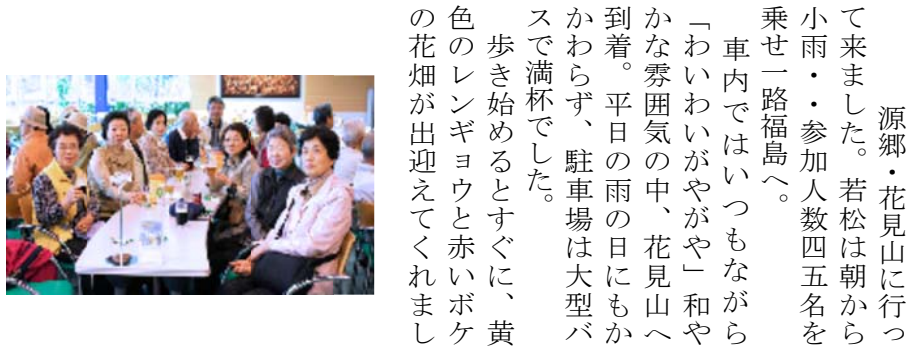 源郷・花見山に行っ
て来ました。若松は朝から
小雨・・参加人数四五名を
乗せ一路福島へ。
車内ではいつもながら
「わいわいがやがや」和や
かな雰囲気の中、花見山へ
到着。平日の雨の日にもか
かわらず、駐車場は大型バ
スで満杯でした。
歩き始めるとすぐに、黄
色のレンギョウと赤いボケ
の花畑が出迎えてくれまし